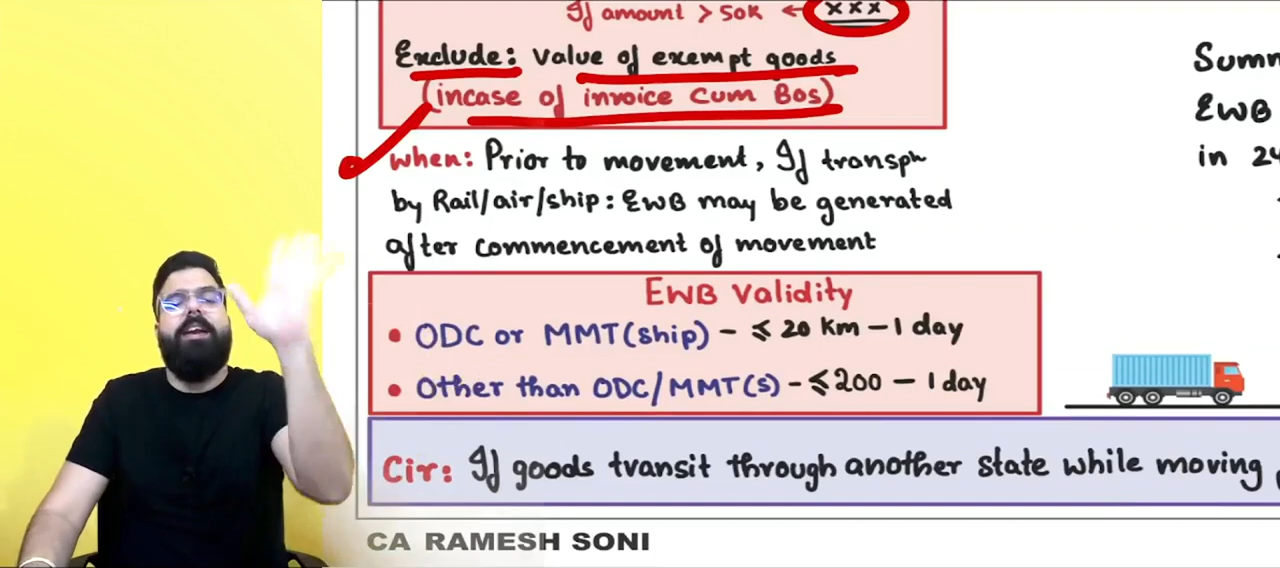 If amount > 50K ← xxx
Exclude: Value of exempt goods
(incase of invoice Cum Bos)
when: Prior to movement, If transph
by Rail/air/ship: EWB may be generated
after commencement of movement
EWB Validity
• ODC or MMT(ship) - ≤ 20 km - 1 day
• Other than ODC/MMT(s) - ≤200 - 1 day
Summ
EWB
in 24
Cir: If goods transit through another state while moving
CA RAMESH SONI